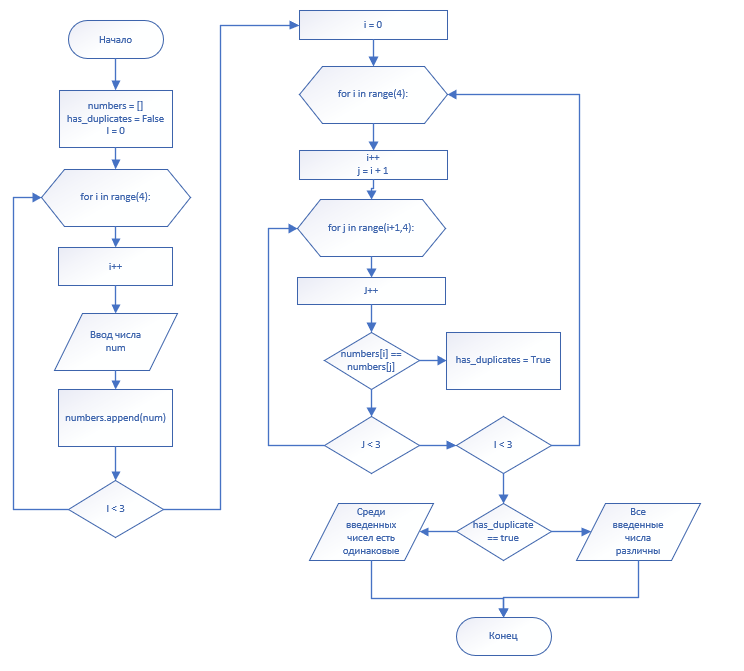 Начало
numbers = []
has_duplicates = False
I = 0
for i in range(4):
i++
Ввод числа
num
numbers.append(num)
I < 3
i = 0
for i in range(4):
i++
j = i + 1
for j in range(i+1,4):
J++
numbers[i] ==
numbers[j]
has_duplicates = True
J < 3
I < 3
has_duplicate
== true
Среди
введенных
чисел есть
одинаковые
Все
введенные
числа
различны
Конец